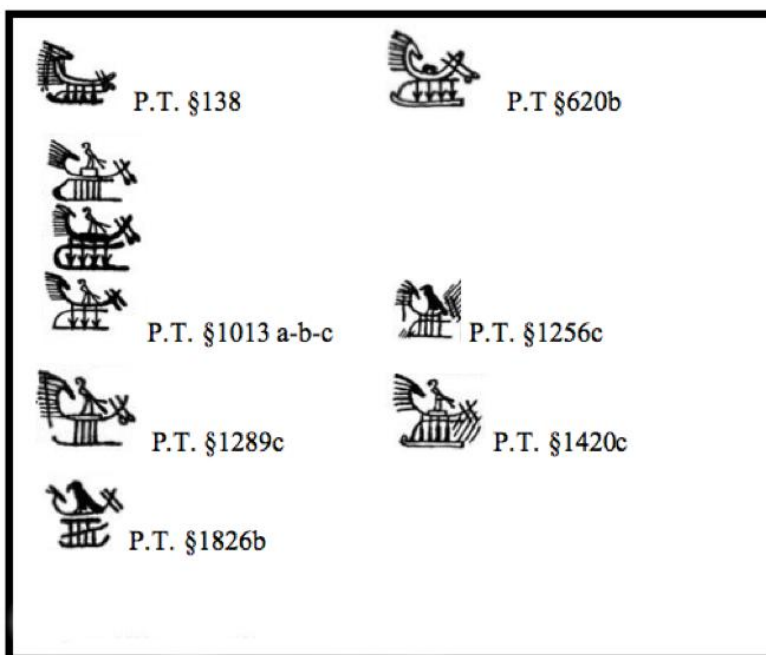 P.T. §138
P.T §620b
P.T. §1013 a-b-c
P.T. §1256c
P.T. §1289c
P.T. §1420c
P.T. §1826b